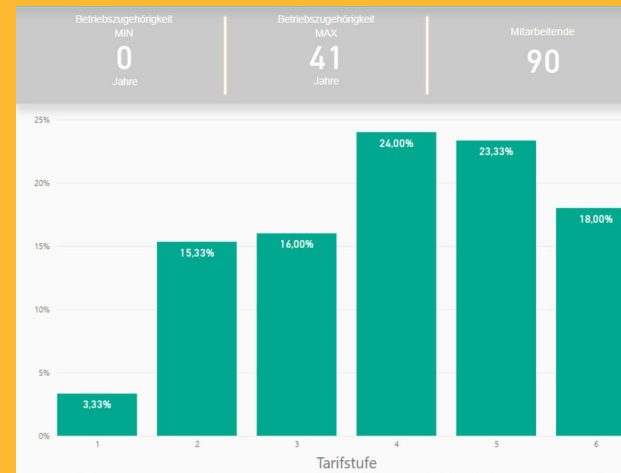 Betriebszugehörigkeit
MIN
0
Jahre
Betriebszugehörigkeit
MAX
41
Jahre
Mitarbeitende
90
25%
20%
15%
10%
5%
0%
3,33%
15,33%
16,00%
24,00%
23,33%
18,00%
1 2 3 4 5 6
Tarifstufe